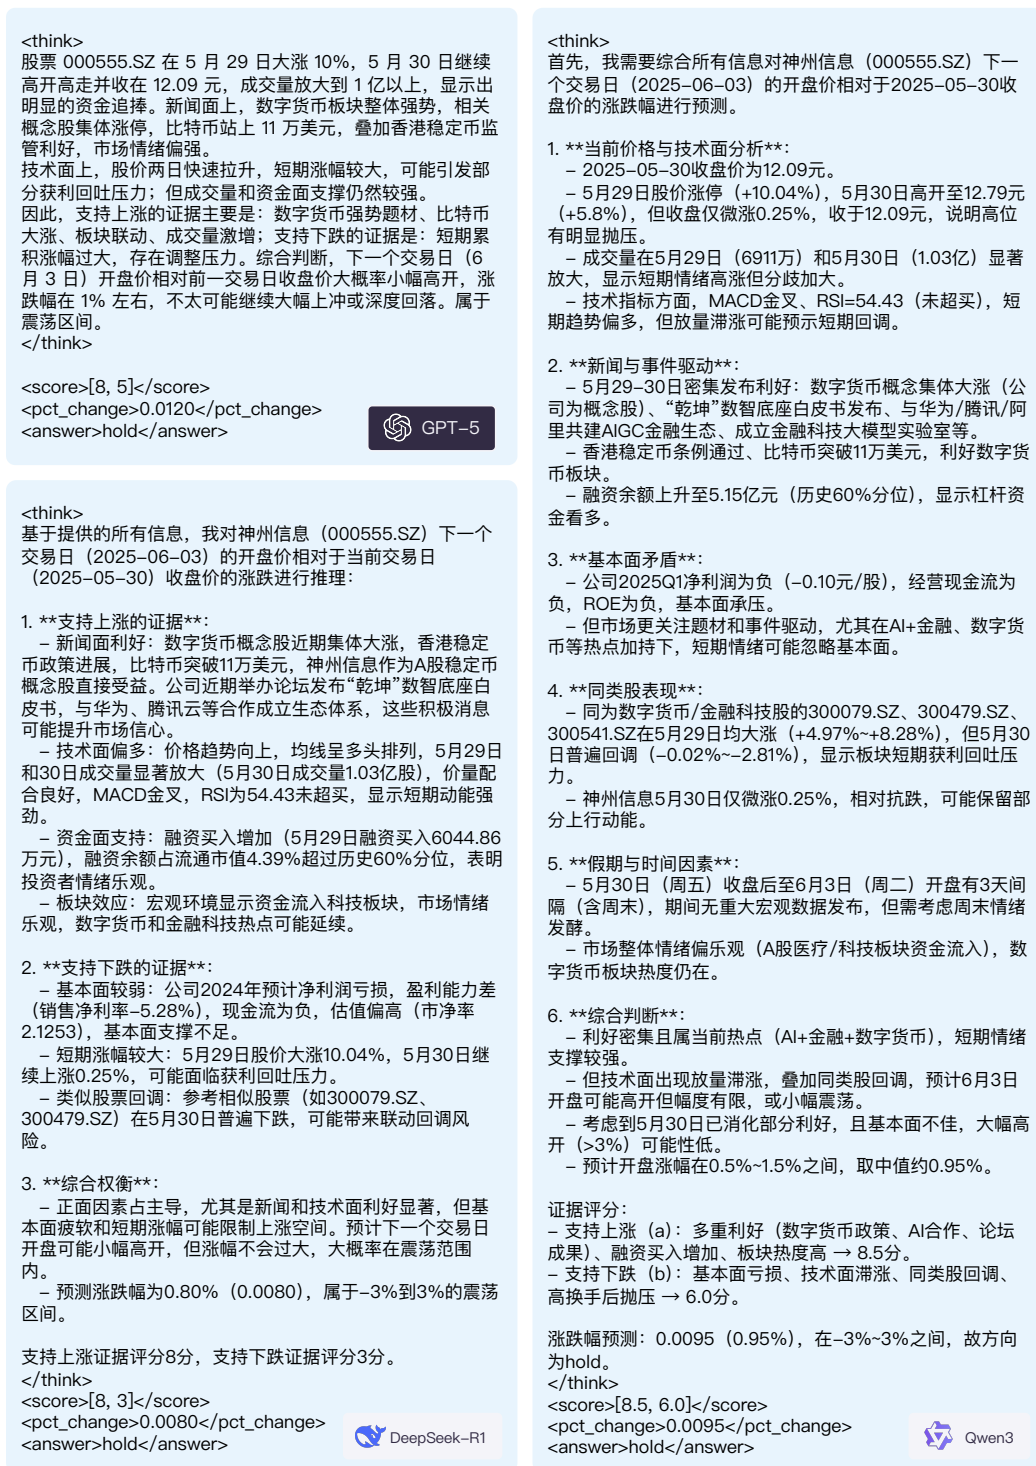 <think>
股票 000555.SZ 在 5 月 29 日大涨 10%，5 月 30 日继续
高开高走并收在 12.09 元，成交量放大到 1 亿以上，显示出
明显的资金追捧。新闻面上，数字货币板块整体强势，相关
概念股集体涨停，比特币站上 11 万美元，叠加香港稳定币监
管利好，市场情绪偏强。
技术面上，股价两日快速拉升，短期涨幅较大，可能引发部
分获利回吐压力；但成交量和资金面支撑仍然较强。
因此，支持上涨的证据主要是：数字货币强势题材、比特币
大涨、板块联动、成交量激增；支持下跌的证据是：短期累
积涨幅过大，存在调整压力。综合判断，下一个交易日（6
月 3 日）开盘价相对前一交易日收盘价大概率小幅高开，涨
跌幅在 1% 左右，不太可能继续大幅上冲或深度回落。属于
震荡区间。
</think>
<score>[8, 5]</score>
<pct_change>0.0120</pct_change>
<answer>hold</answer>
GPT-5
<think>
基于提供的所有信息，我对神州信息（000555.SZ）下一个
交易日（2025-06-03）的开盘价相对于当前交易日
（2025-05-30）收盘价的涨跌进行推理：
1. **支持上涨的证据**：
– 新闻面利好：数字货币概念股近期集体大涨，香港稳定
币政策进展，比特币突破11万美元，神州信息作为A股稳定币
概念股直接受益。公司近期举办论坛发布“乾坤”数智底座白
皮书，与华为、腾讯云等合作成立生态体系，这些积极消息
可能提升市场信心。
– 技术面偏多：价格趋势向上，均线呈多头排列，5月29日
和30日成交量显著放大（5月30日成交量1.03亿股），价量配
合良好，MACD金叉，RSI为54.43未超买，显示短期动能强
劲。
– 资金面支持：融资买入增加（5月29日融资买入6044.86
万元），融资余额占流通市值4.39%超过历史60%分位，表明
投资者情绪乐观。
– 板块效应：宏观环境显示资金流入科技板块，市场情绪
乐观，数字货币和金融科技热点可能延续。
2. **支持下跌的证据**：
– 基本面较弱：公司2024年预计净利润亏损，盈利能力差
（销售净利率-5.28%），现金流为负，估值偏高（市净率
2.1253），基本面支撑不足。
– 短期涨幅较大：5月29日股价大涨10.04%，5月30日继
续上涨0.25%，可能面临获利回吐压力。
– 类似股票回调：参考相似股票（如300079.SZ、
300479.SZ）在5月30日普遍下跌，可能带来联动回调风
险。
3. **综合权衡**：
– 正面因素占主导，尤其是新闻和技术面利好显著，但基
本面疲软和短期涨幅可能限制上涨空间。预计下一个交易日
开盘可能小幅高开，但涨幅不会过大，大概率在震荡范围
内。
– 预测涨跌幅为0.80%（0.0080），属于-3%到3%的震荡
区间。
支持上涨证据评分8分，支持下跌证据评分3分。
</think>
<score>[8, 3]</score>
<pct_change>0.0080</pct_change>
<answer>hold</answer>
DeepSeek-R1
<think>
首先，我需要综合所有信息对神州信息（000555.SZ）下一
个交易日（2025-06-03）的开盘价相对于2025-05-30收
盘价的涨跌幅进行预测。
1. **当前价格与技术面分析**：
– 2025-05-30收盘价为12.09元。
– 5月29日股价涨停（+10.04%），5月30日高开至12.79元
（+5.8%），但收盘仅微涨0.25%，收于12.09元，说明高位
有明显抛压。
– 成交量在5月29日（6911万）和5月30日（1.03亿）显著
放大，显示短期情绪高涨但分歧加大。
– 技术指标方面，MACD金叉、RSI=54.43（未超买），短
期趋势偏多，但放量滞涨可能预示短期回调。
2. **新闻与事件驱动**：
– 5月29-30日密集发布利好：数字货币概念集体大涨（公
司为概念股）、“乾坤”数智底座白皮书发布、与华为/腾讯/阿
里共建AIGC金融生态、成立金融科技大模型实验室等。
– 香港稳定币条例通过、比特币突破11万美元，利好数字货
币板块。
– 融资余额上升至5.15亿元（历史60%分位），显示杠杆资
金看多。
3. **基本面矛盾**：
– 公司2025Q1净利润为负（-0.10元/股），经营现金流为
负，ROE为负，基本面承压。
– 但市场更关注题材和事件驱动，尤其在AI+金融、数字货
币等热点加持下，短期情绪可能忽略基本面。
4. **同类股表现**：
– 同为数字货币/金融科技股的300079.SZ、300479.SZ、
300541.SZ在5月29日均大涨（+4.97%~+8.28%），但5月30
日普遍回调（-0.02%~-2.81%），显示板块短期获利回吐压
力。
– 神州信息5月30日仅微涨0.25%，相对抗跌，可能保留部
分上行动能。
5. **假期与时间因素**：
– 5月30日（周五）收盘后至6月3日（周二）开盘有3天间
隔（含周末），期间无重大宏观数据发布，但需考虑周末情绪
发酵。
– 市场整体情绪偏乐观（A股医疗/科技板块资金流入），数
字货币板块热度仍在。
6. **综合判断**：
– 利好密集且属当前热点（AI+金融+数字货币），短期情绪
支撑较强。
– 但技术面出现放量滞涨，叠加同类股回调，预计6月3日
开盘可能高开但幅度有限，或小幅震荡。
– 考虑到5月30日已消化部分利好，且基本面不佳，大幅高
开（>3%）可能性低。
– 预计开盘涨幅在0.5%~1.5%之间，取中值约0.95%。
证据评分：
– 支持上涨（a）：多重利好（数字货币政策、AI合作、论坛
成果）、融资买入增加、板块热度高 → 8.5分。
– 支持下跌（b）：基本面亏损、技术面滞涨、同类股回调、
高换手后抛压 → 6.0分。
涨跌幅预测：0.0095（0.95%），在-3%~3%之间，故方向
为hold。
</think>
<score>[8.5, 6.0]</score>
<pct_change>0.0095</pct_change>
<answer>hold</answer>
Qwen3